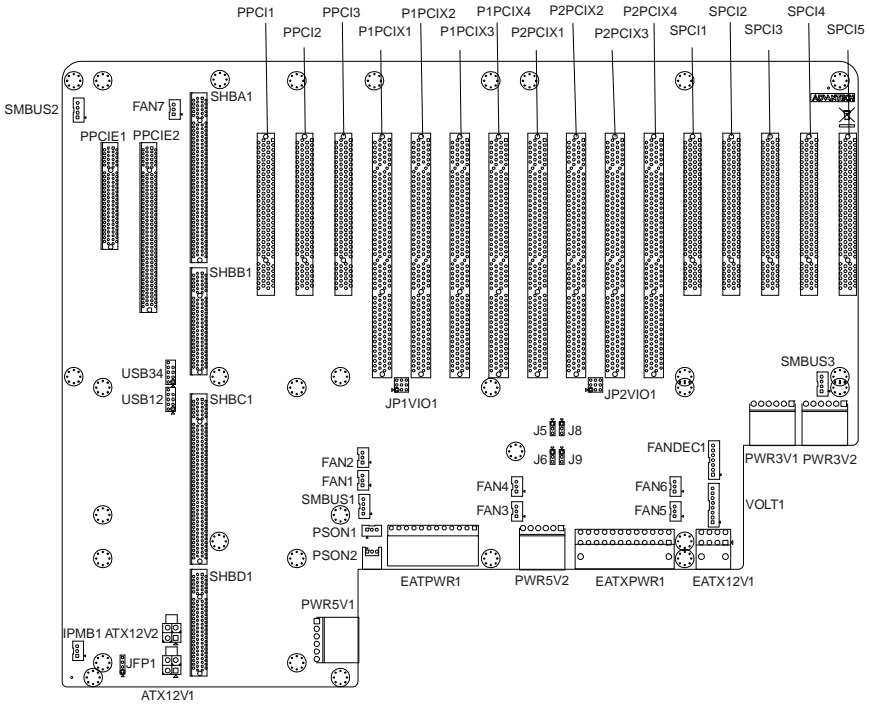 PPCI1 PPCI3 P1PCIX2 P1PCIX4 P2PCIX2 P2PCIX4 SPCI2 SPCI4
PPCI2 P1PCIX1 P1PCIX3 P2PCIX1 P2PCIX3 SPCI1 SPCI3 SPCI5
SMBUS2 FAN7 SHBA1 ADVANTECH
PPCIE1 PPCIE2
SHBB1
USB34 SMBUS3
USB12 SHBC1 JP1VIO1 JP2VIO1
J5 J8
FAN2 J6 J9 FANDEC1 PWR3V1 PWR3V2
FAN1 FAN4 FAN6
SMBUS1 FAN3 FAN5 VOLT1
PSON1
PSON2
SHBD1 EATPWR1 PWR5V2 EATXPWR1 EATX12V1
PWR5V1
IPMB1 ATX12V2
JFP1
ATX12V1